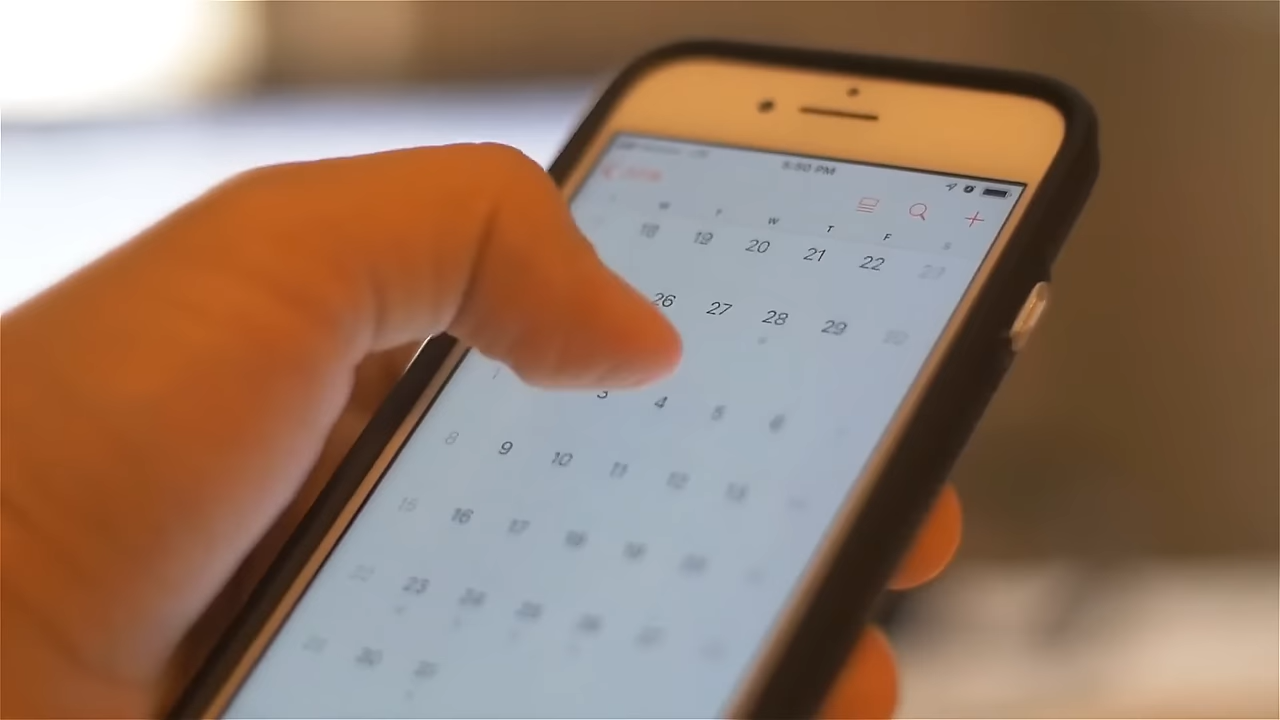 5:50 PM
W T F
18 19 20 21 22
26 27 28 29
3 4 5 6
8 9 10 11 12 13
15 16 17 18 19 20
22 23 24 25 26 27
30 31